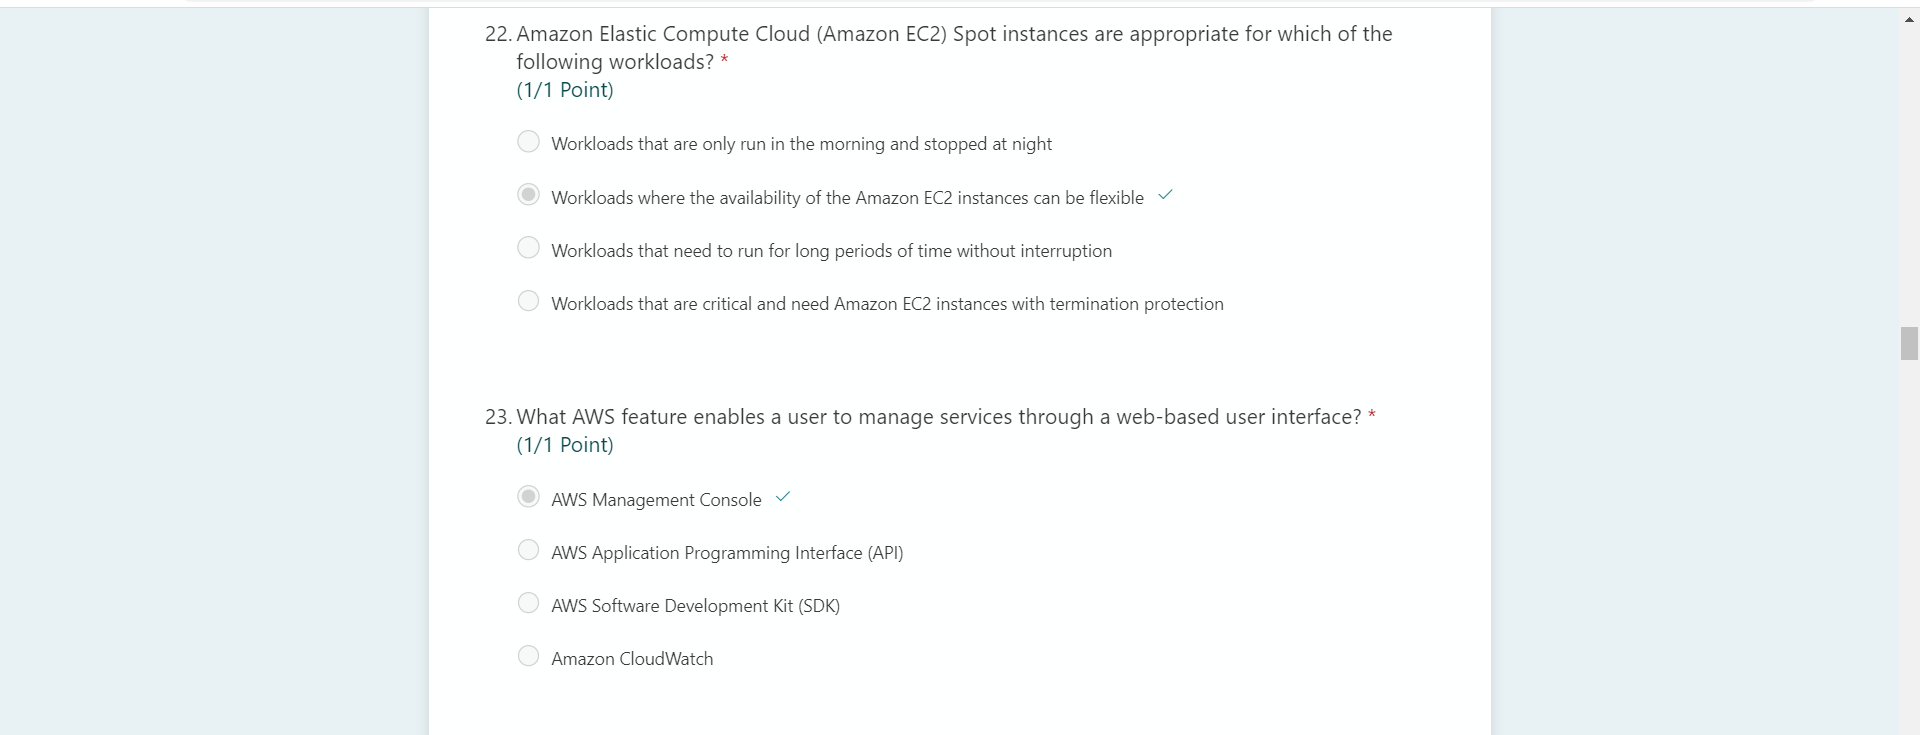 22. Amazon Elastic Compute Cloud (Amazon EC2) Spot instances are appropriate for which of the
following workloads? *
(1/1 Point)
Workloads that are only run in the morning and stopped at night
Workloads where the availability of the Amazon EC2 instances can be flexible
Workloads that need to run for long periods of time without interruption
Workloads that are critical and need Amazon EC2 instances with termination protection
23. What AWS feature enables a user to manage services through a web-based user interface? *
(1/1 Point)
AWS Management Console
AWS Application Programming Interface (API)
AWS Software Development Kit (SDK)
Amazon CloudWatch